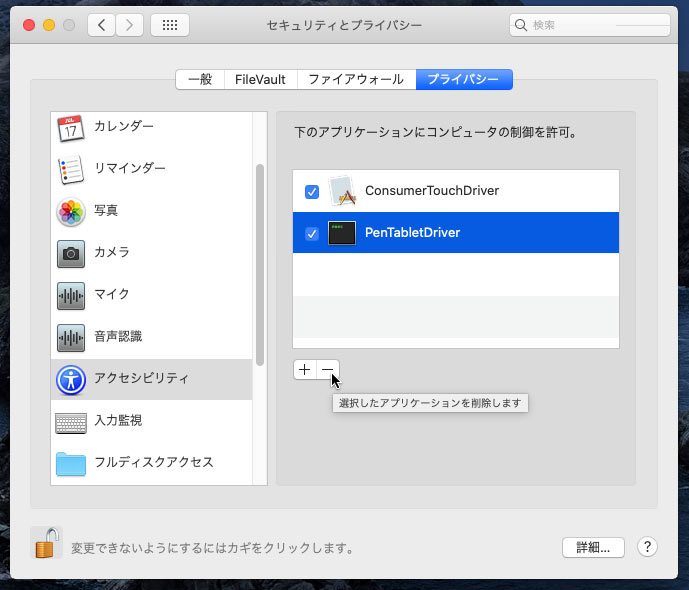 セキュリティとプライバシー
検索
一般
FileVault
ファイアウォール
プライバシー
JUL
17
カレンダー
リマインダー
写真
カメラ
マイク
音声認識
アクセシビリティ
入力監視
フルディスクアクセス
下のアプリケーションにコンピュータの制御を許可。
ConsumerTouchDriver
PenTabletDriver
選択したアプリケーションを削除します
変更できないようにするにはカギをクリックします。
詳細...
?